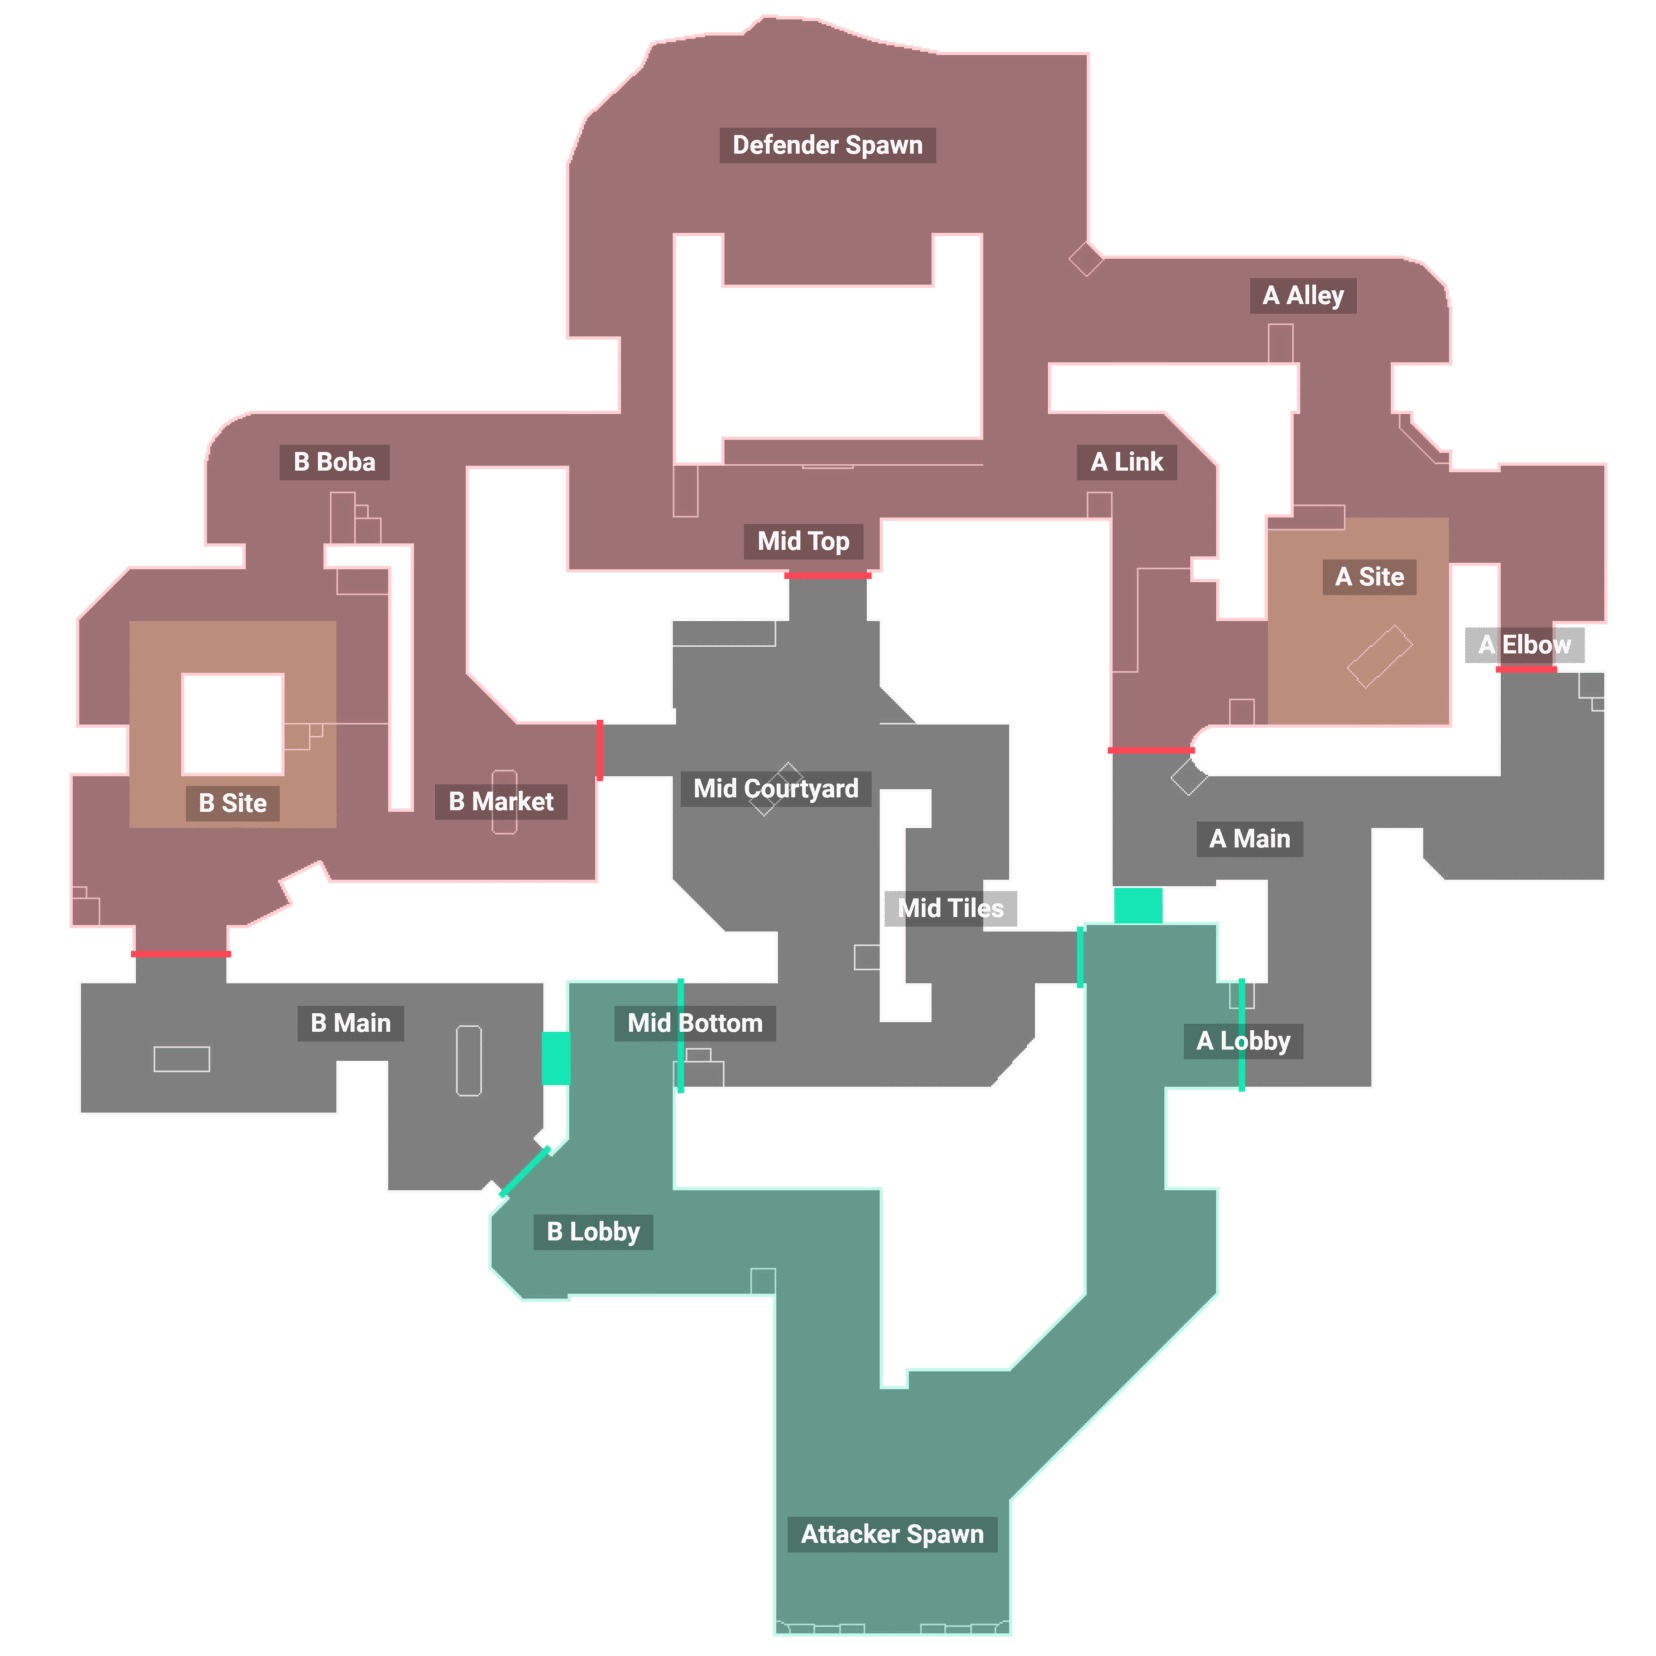 Defender Spawn
A Alley
B Boba
A Link
Mid Top
A Site
A Elbow
Mid Courtyard
B Market
B Site
A Main
Mid Tiles
B Main
Mid Bottom
A Lobby
B Lobby
Attacker Spawn